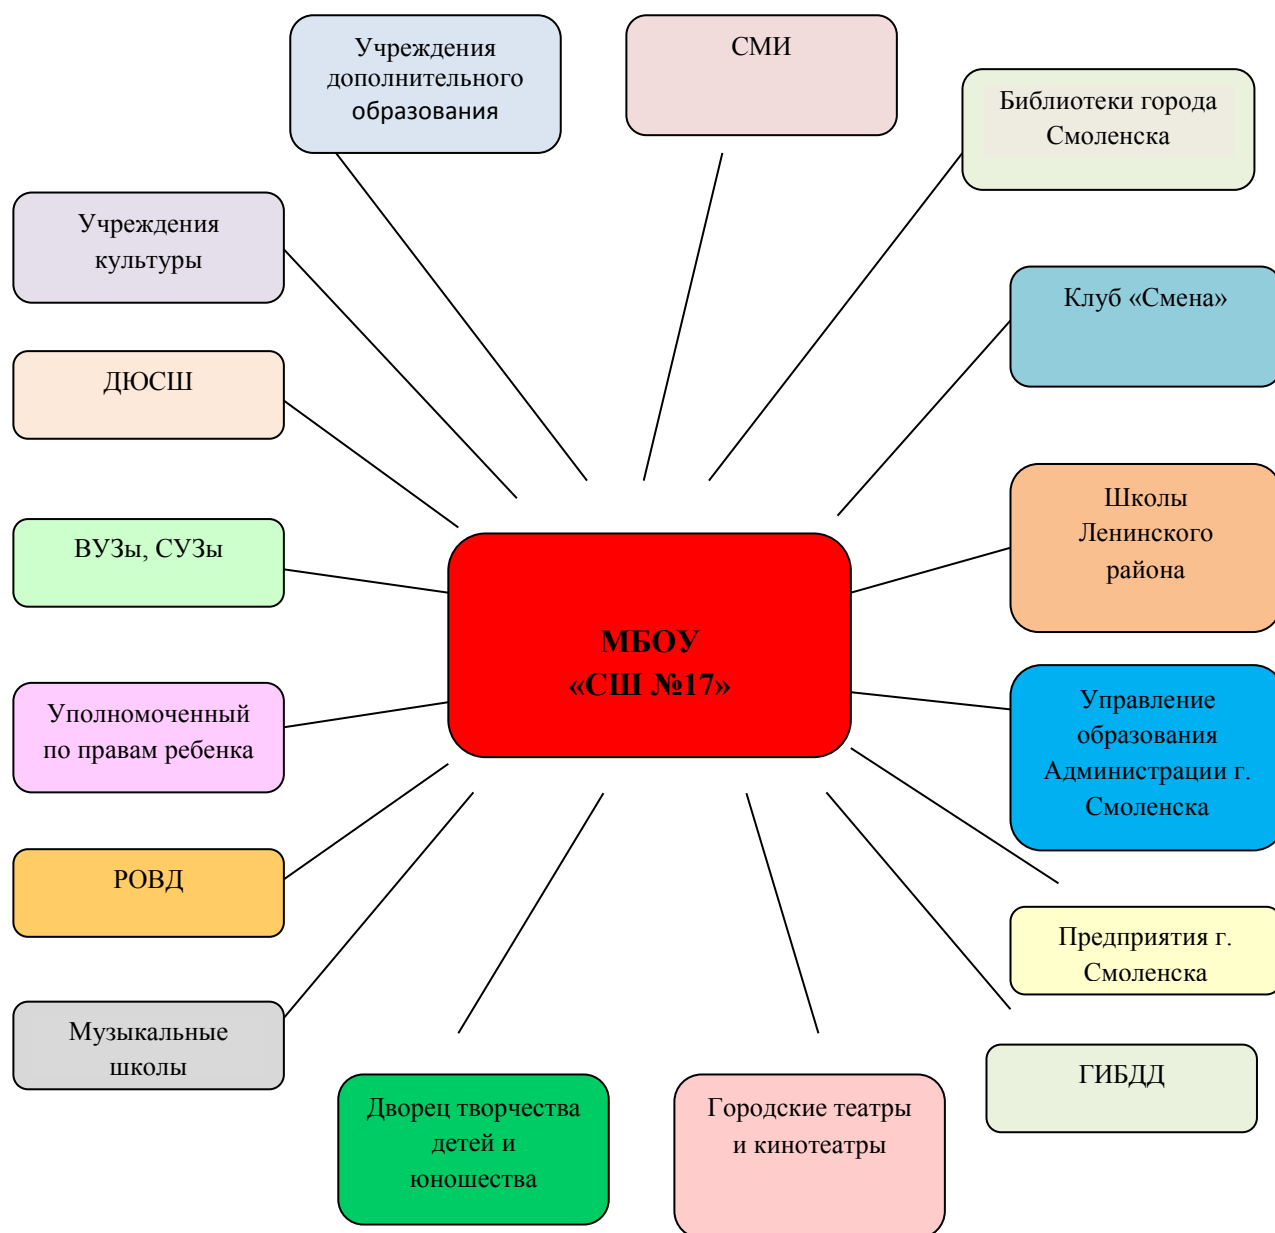 Учреждения
дополнительного
образования
СМИ
Библиотеки города
Смоленска
Учреждения
культуры
Клуб «Смена»
ДЮСШ
Школы
Ленинского
района
ВУЗы, СУЗы
МБОУ
«СШ №17»
Уполномоченный
по правам ребенка
Управление
образования
Администрации г.
Смоленска
РОВД
Предприятия г.
Смоленска
Музыкальные
школы
ГИБДД
Дворец творчества
детей и
юношества
Городские театры
и кинотеатры